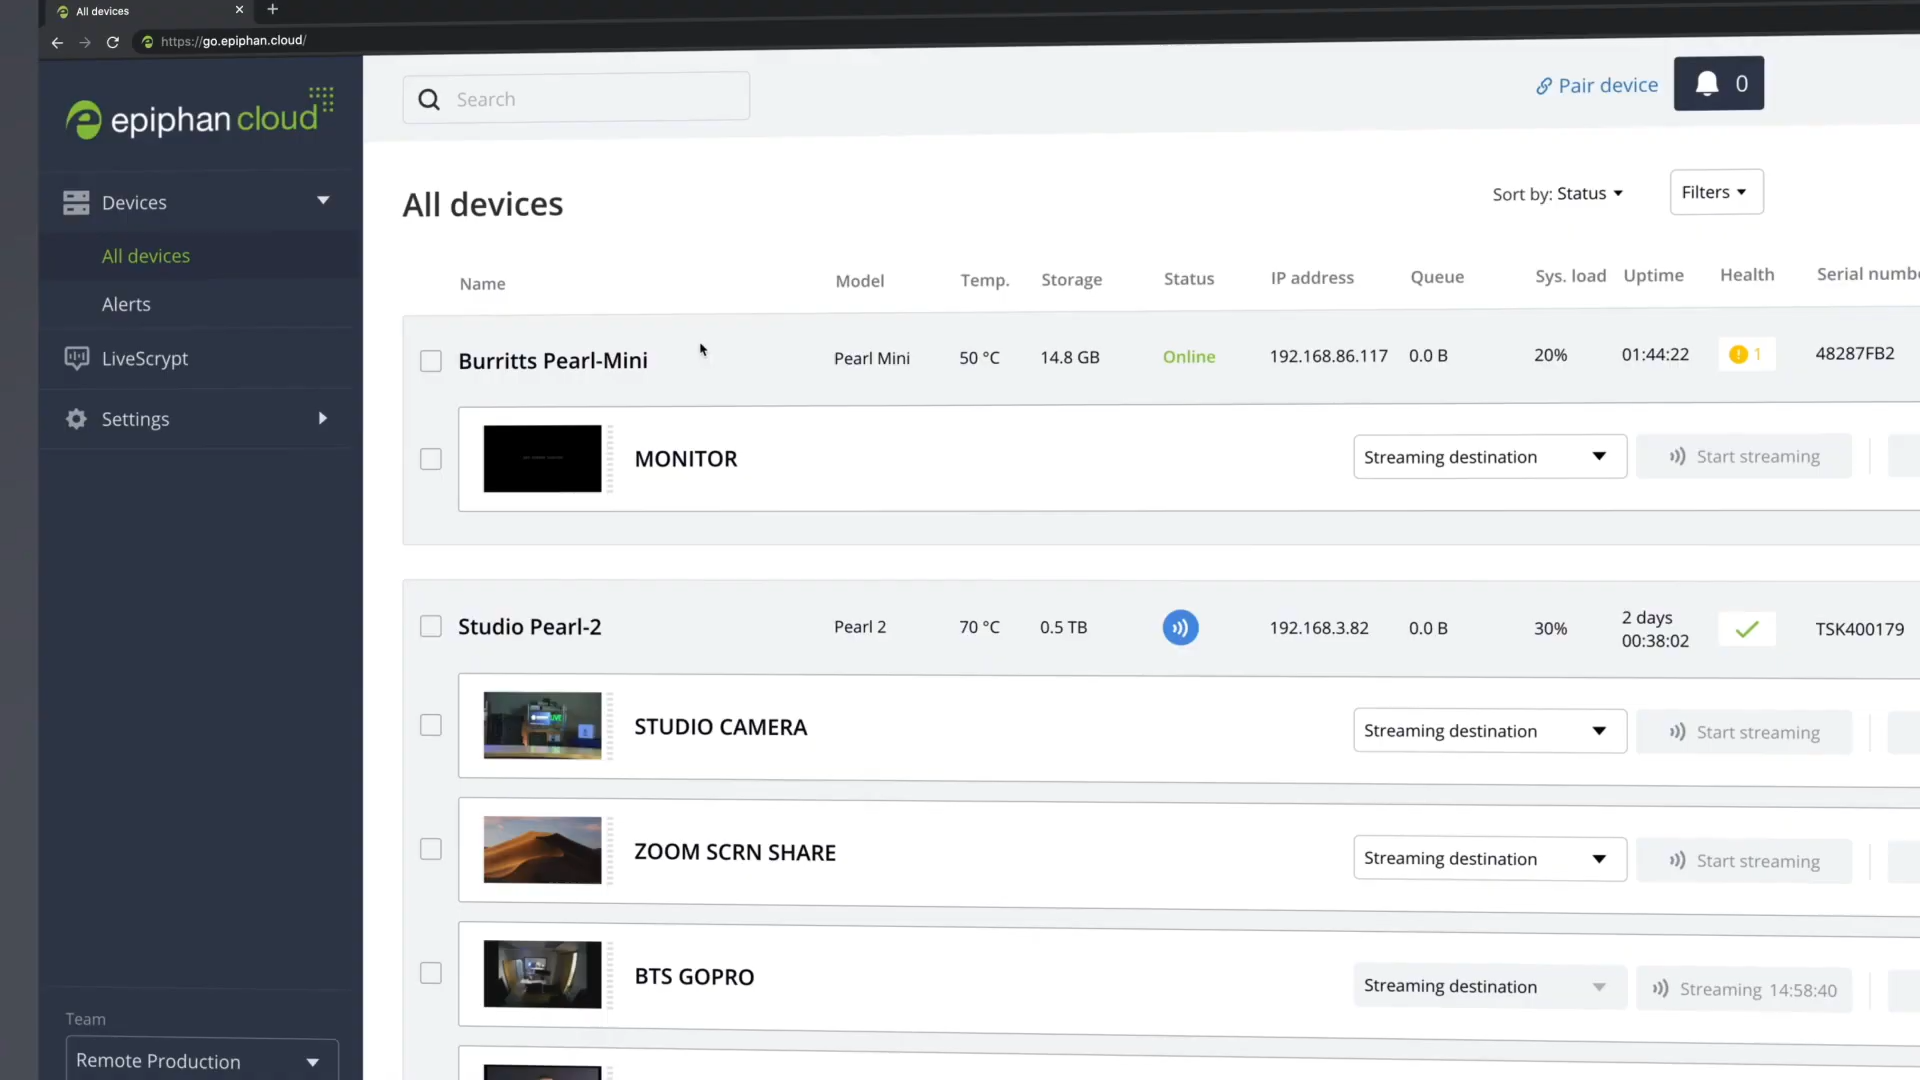 All devices
https://go.epiphan.cloud/
epiphan cloud
Search
Pair device
0
Devices
All devices
Alerts
LiveScrypt
Settings
Team
Remote Production
All devices
Sort by: Status
Filters
Name Model Temp. Storage Status IP address Queue Sys. load Uptime Health Serial numbe
Burritts Pearl-Mini Pearl Mini 50 °C 14.8 GB Online 192.168.86.117 0.0 B 20% 01:44:22 1 48287FB2
MONITOR Streaming destination Start streaming
Studio Pearl-2 Pearl 2 70 °C 0.5 TB 192.168.3.82 0.0 B 30% 2 days 00:38:02 TSK400179
STUDIO CAMERA Streaming destination Start streaming
ZOOM SCRN SHARE Streaming destination Start streaming
BTS GOPRO Streaming destination Streaming 14:58:40